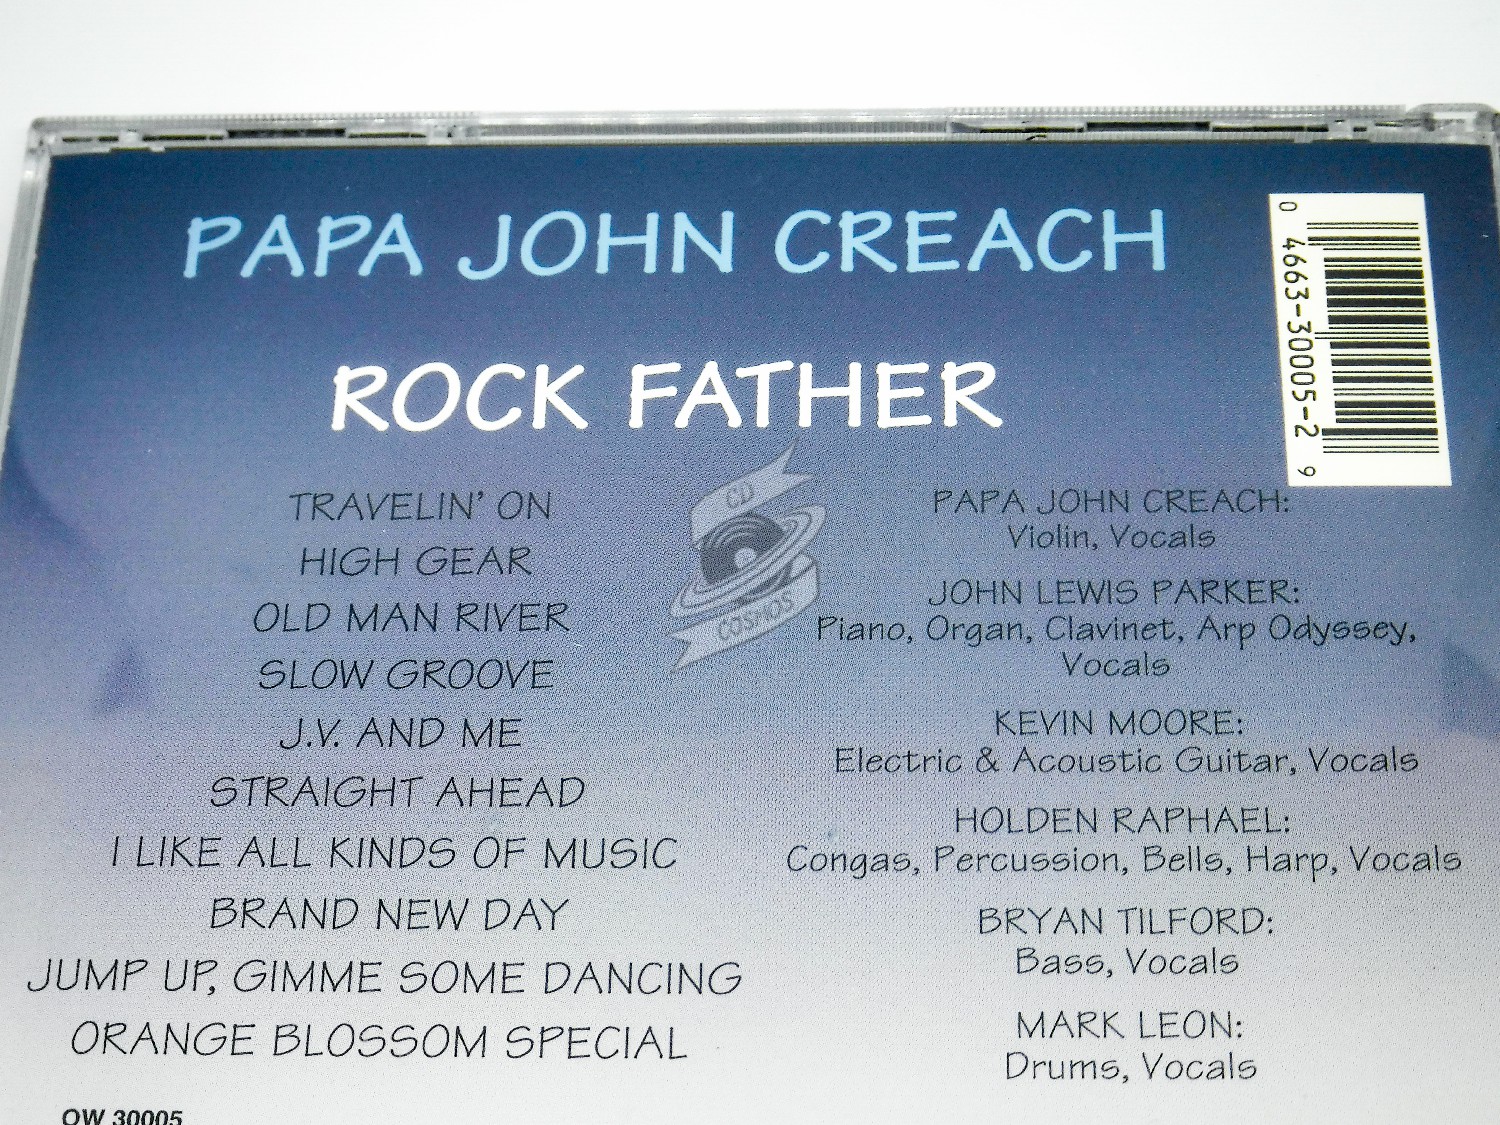 PAPA JOHN CREACH
ROCK FATHER
TRAVELIN' ON
HIGH GEAR
OLD MAN RIVER
SLOW GROOVE
J.V. AND ME
STRAIGHT AHEAD
I LIKE ALL KINDS OF MUSIC
BRAND NEW DAY
JUMP UP, GIMME SOME DANCING
ORANGE BLOSSOM SPECIAL
OW 30005
CD
COSMOS
0 4663-30005-2 9
PAPA JOHN CREACH:
Violin, Vocals
JOHN LEWIS PARKER:
Piano, Organ, Clavinet, Arp Odyssey,
Vocals
KEVIN MOORE:
Electric & Acoustic Guitar, Vocals
HOLDEN RAPHAEL:
Congas, Percussion, Bells, Harp, Vocals
BRYAN TILFORD:
Bass, Vocals
MARK LEON:
Drums, Vocals